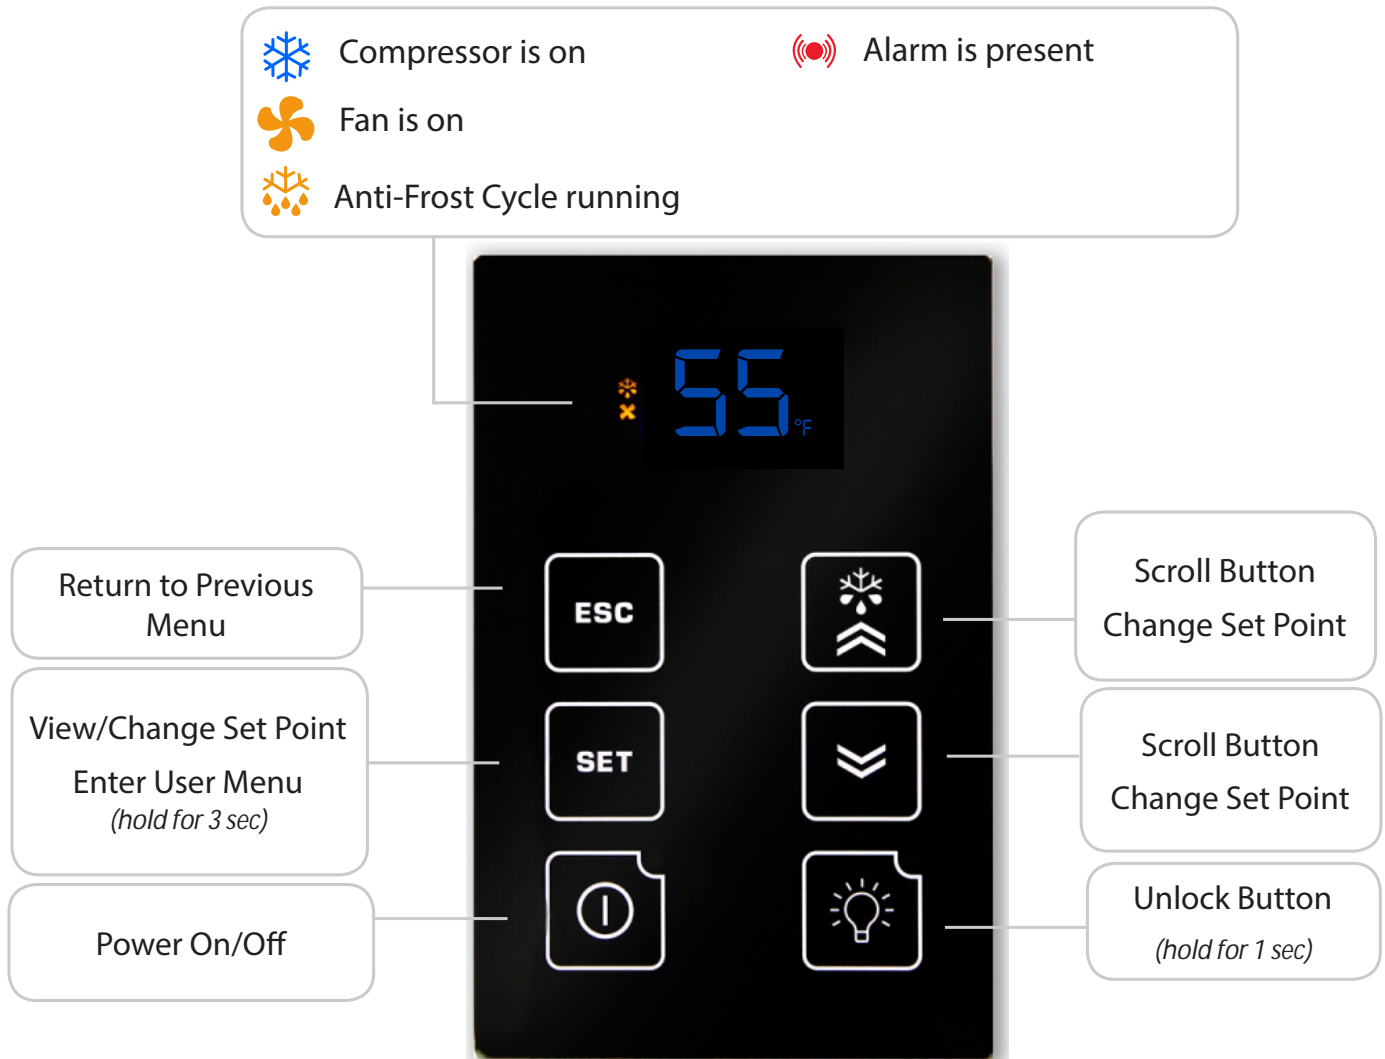 Compressor is on
Alarm is present
Fan is on
Anti-Frost Cycle running
55 °F
Return to Previous
Menu
ESC
Scroll Button
Change Set Point
View/Change Set Point
Enter User Menu
(hold for 3 sec)
SET
Scroll Button
Change Set Point
Power On/Off
Unlock Button
(hold for 1 sec)